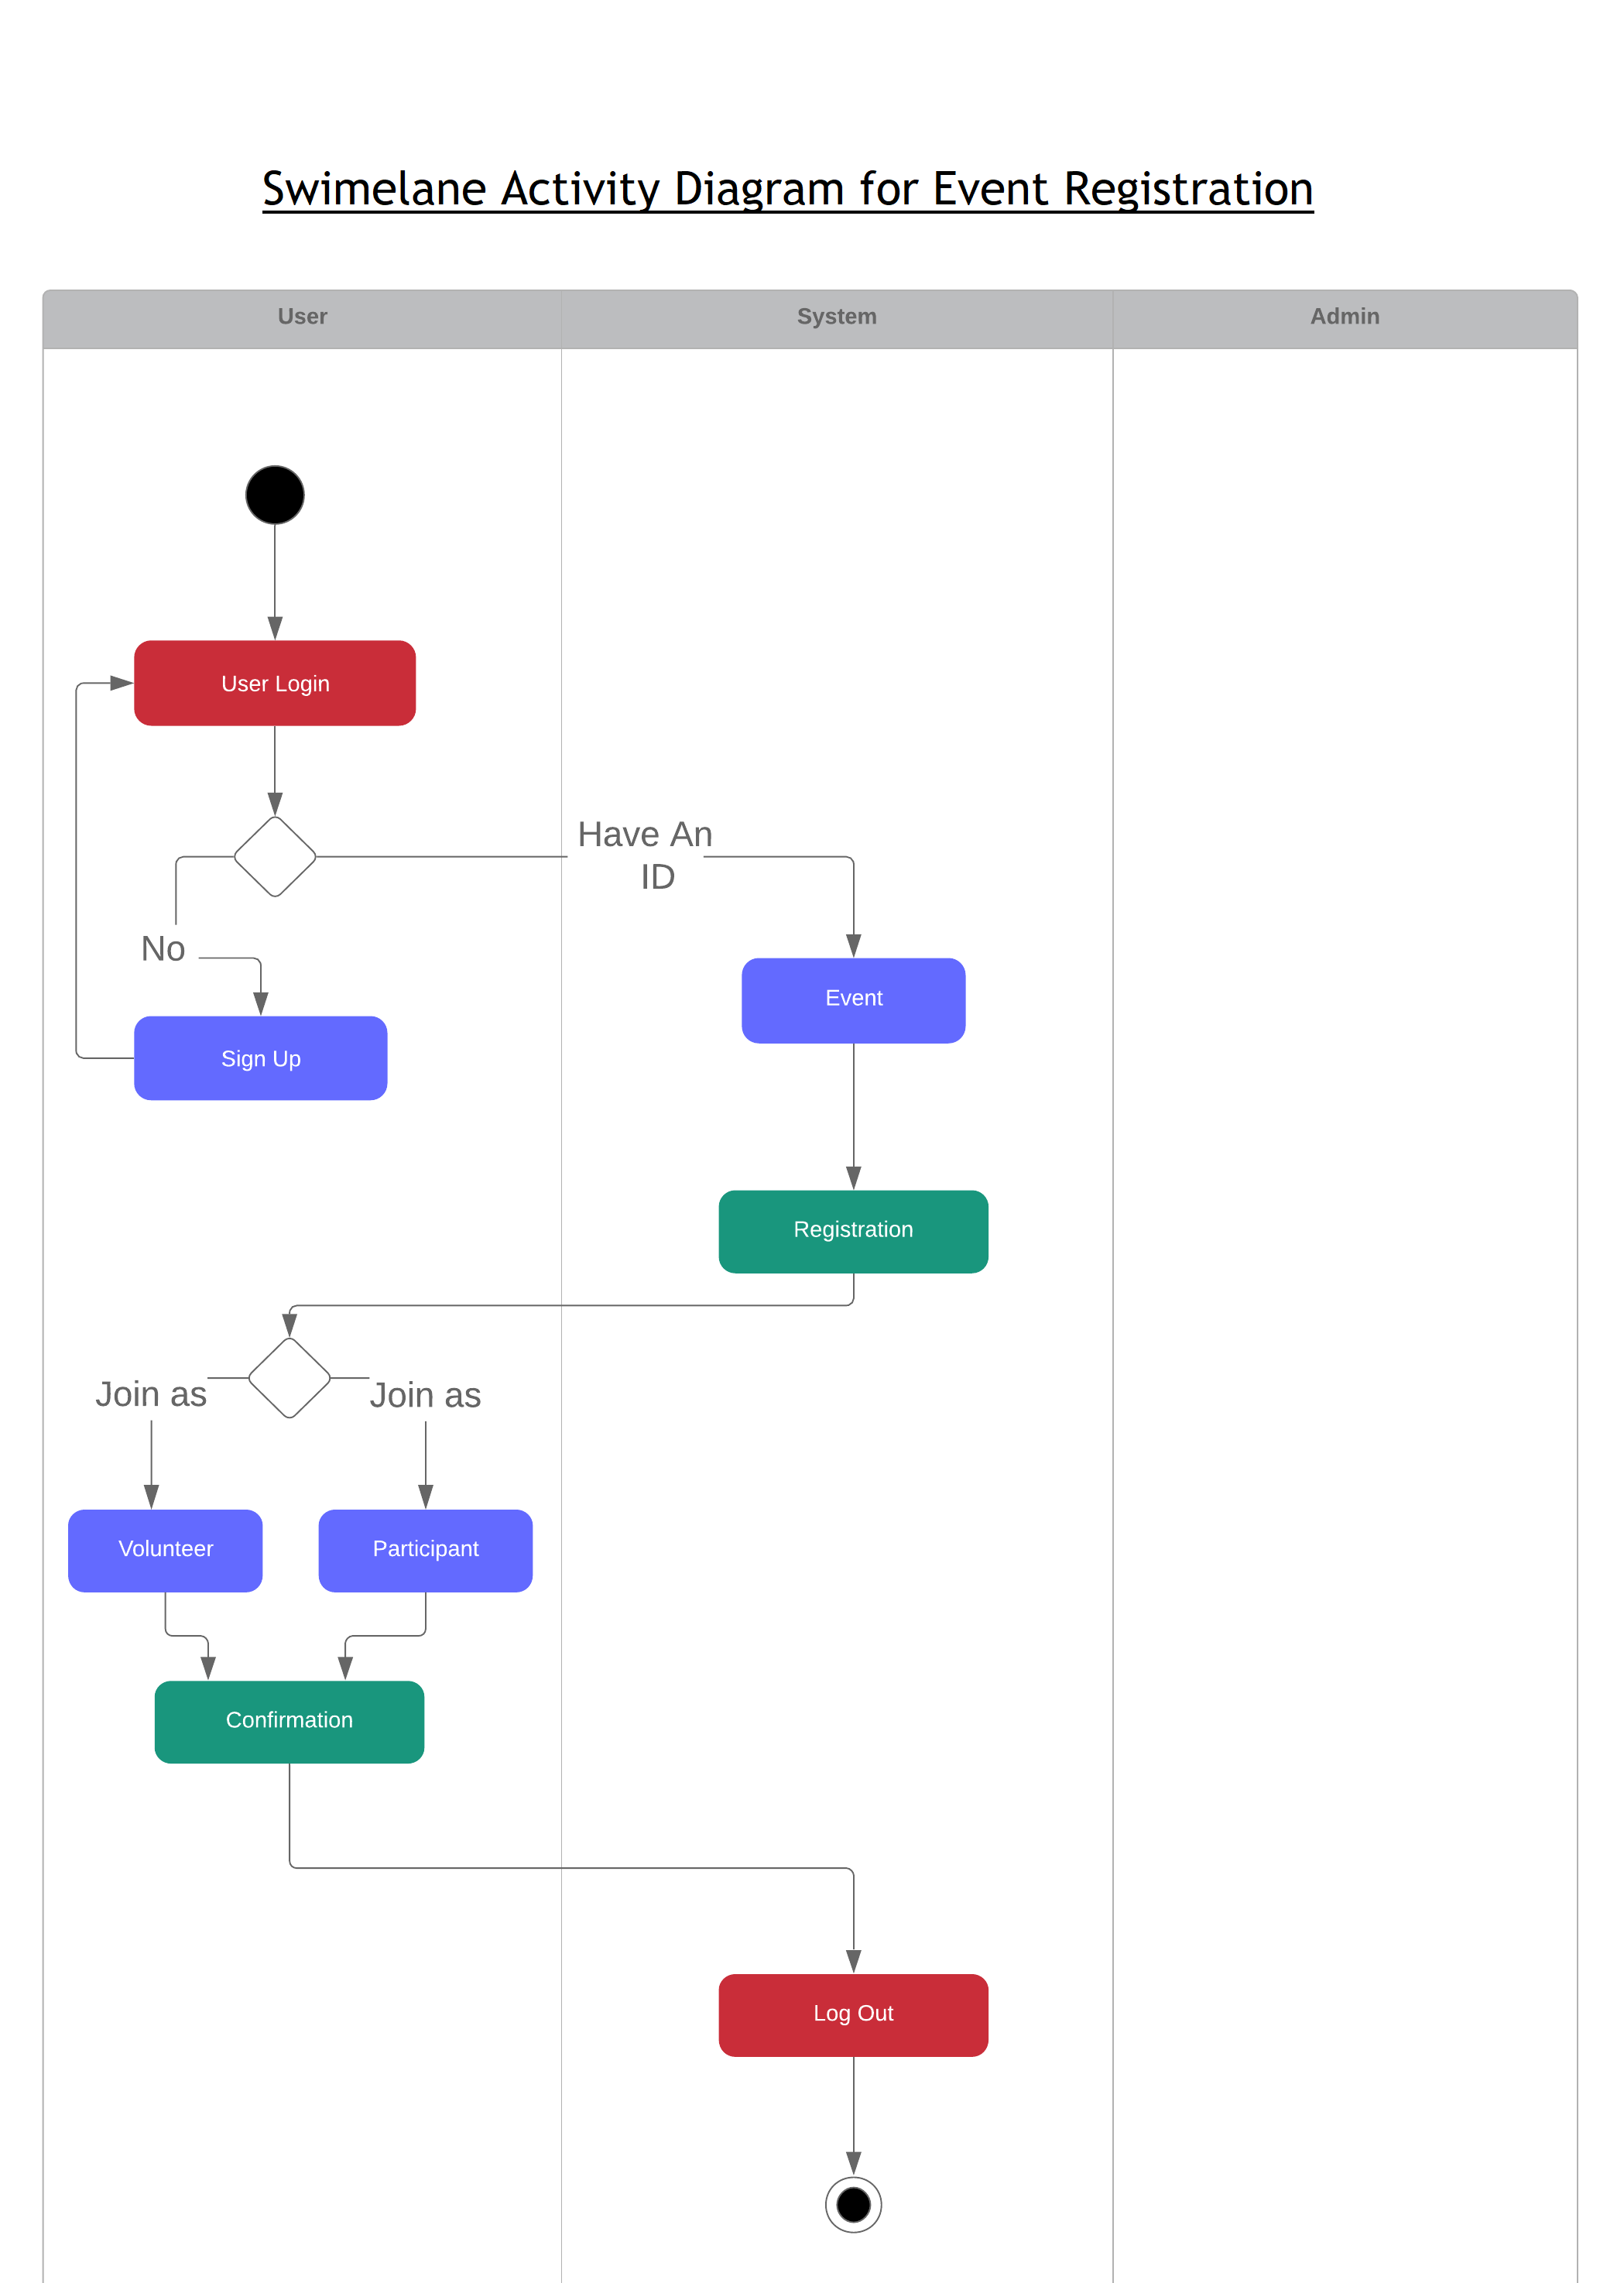 Swimelane Activity Diagram for Event Registration
User
System
Admin
User Login
Have An
ID
No
Event
Sign Up
Registration
Join as
Join as
Volunteer
Participant
Confirmation
Log Out